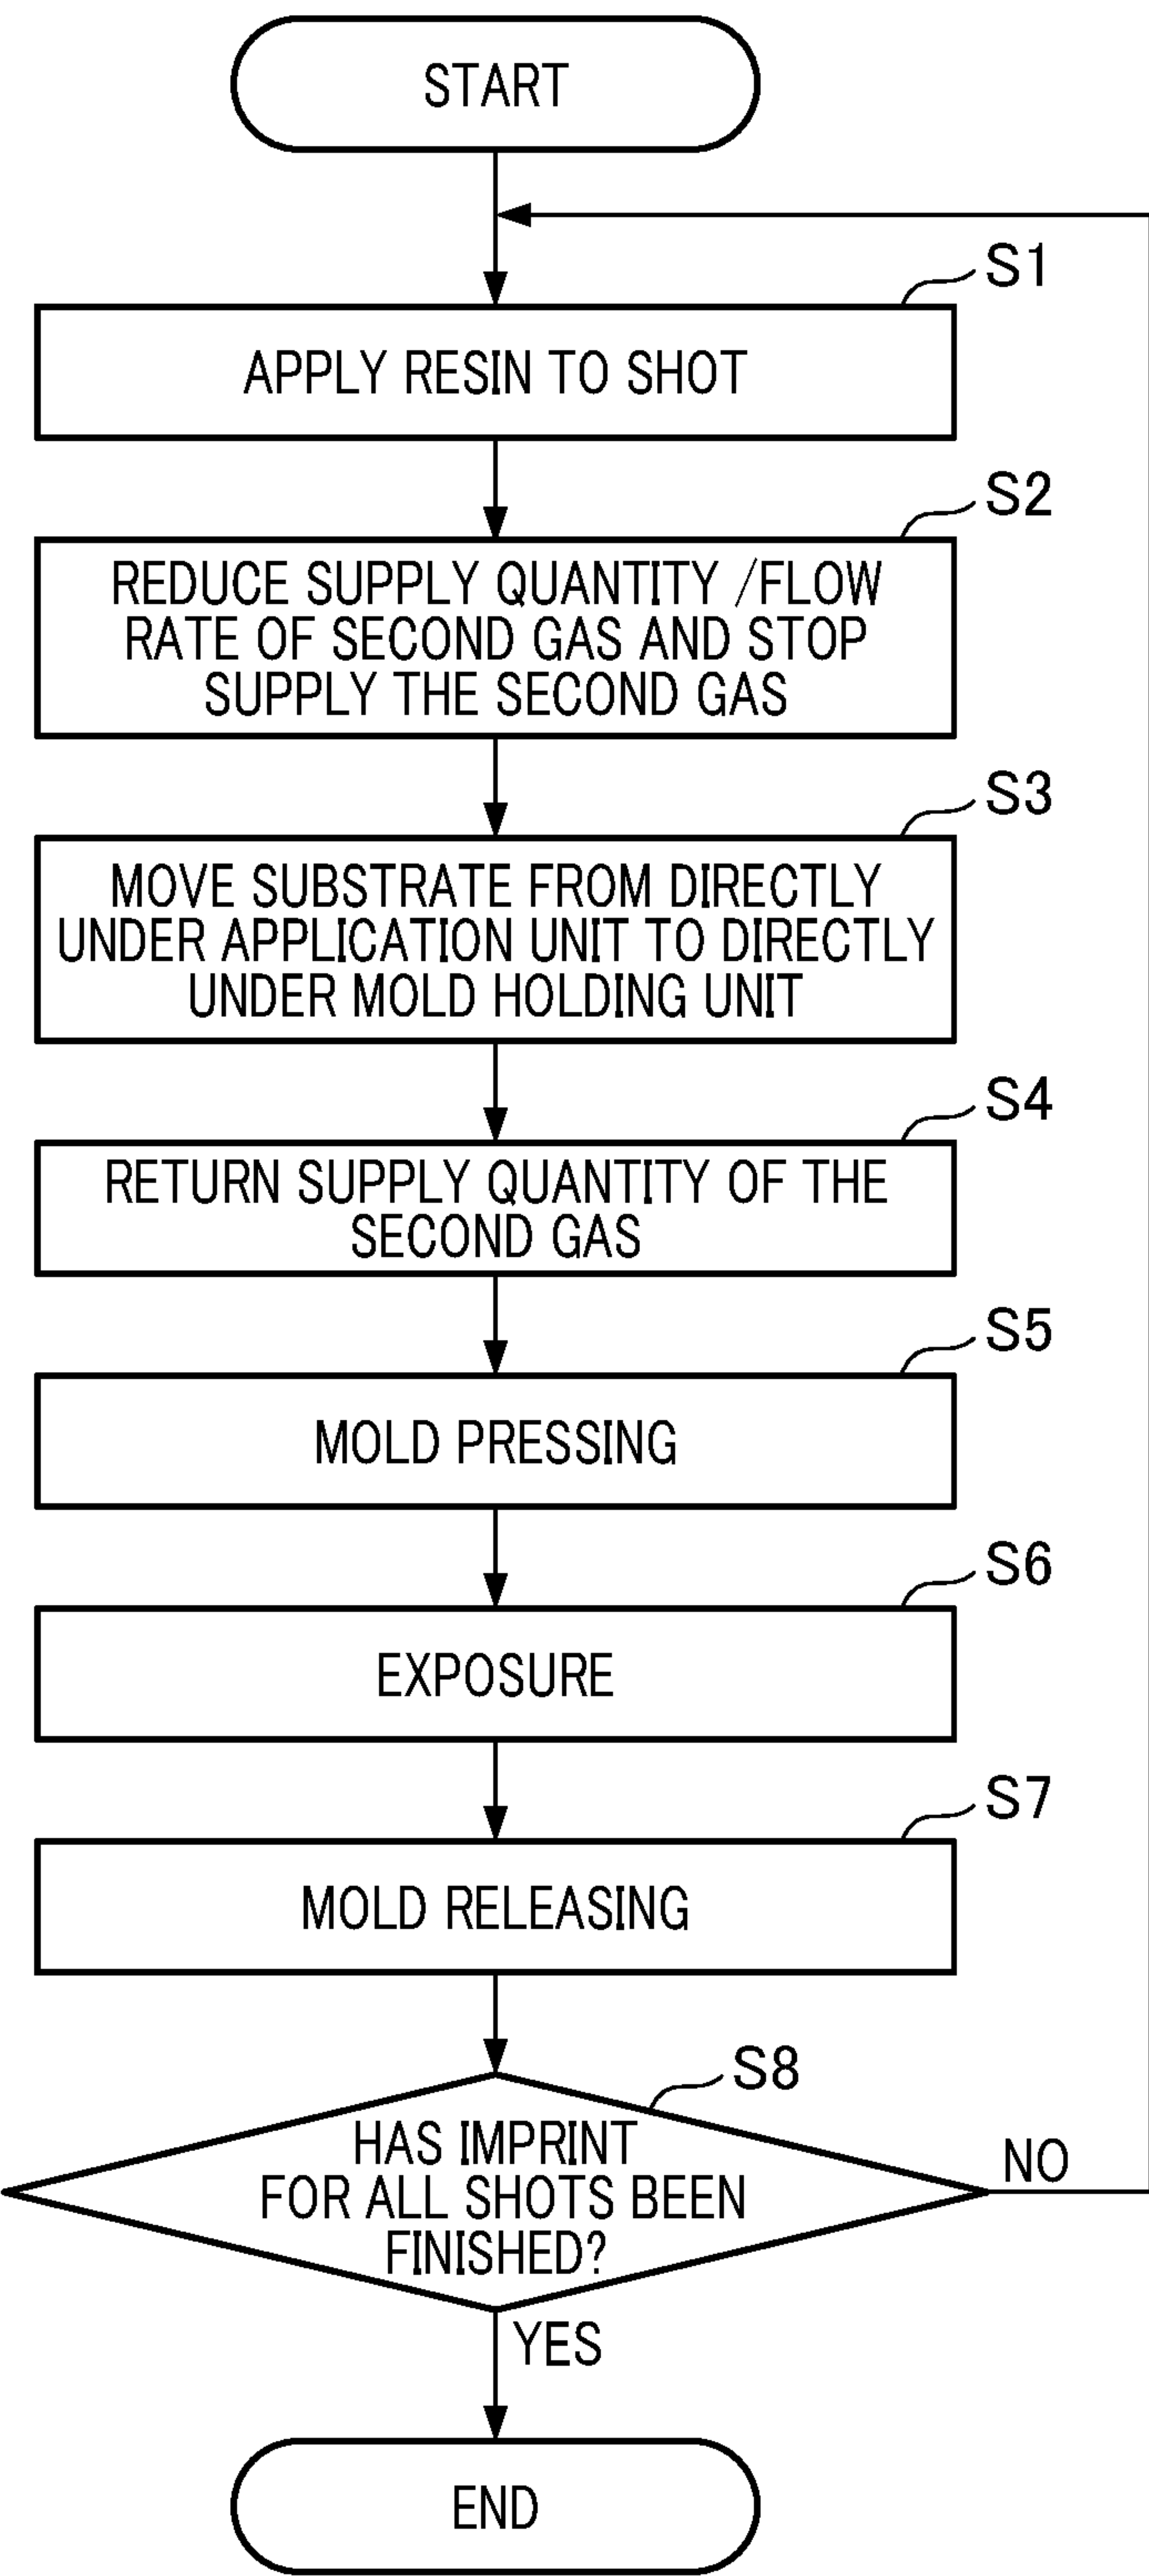 START
S1
APPLY RESIN TO SHOT
S2
REDUCE SUPPLY QUANTITY /FLOW
RATE OF SECOND GAS AND STOP
SUPPLY THE SECOND GAS
S3
MOVE SUBSTRATE FROM DIRECTLY
UNDER APPLICATION UNIT TO DIRECTLY
UNDER MOLD HOLDING UNIT
S4
RETURN SUPPLY QUANTITY OF THE
SECOND GAS
S5
MOLD PRESSING
S6
EXPOSURE
S7
MOLD RELEASING
S8
HAS IMPRINT
FOR ALL SHOTS BEEN
FINISHED?
NO
YES
END